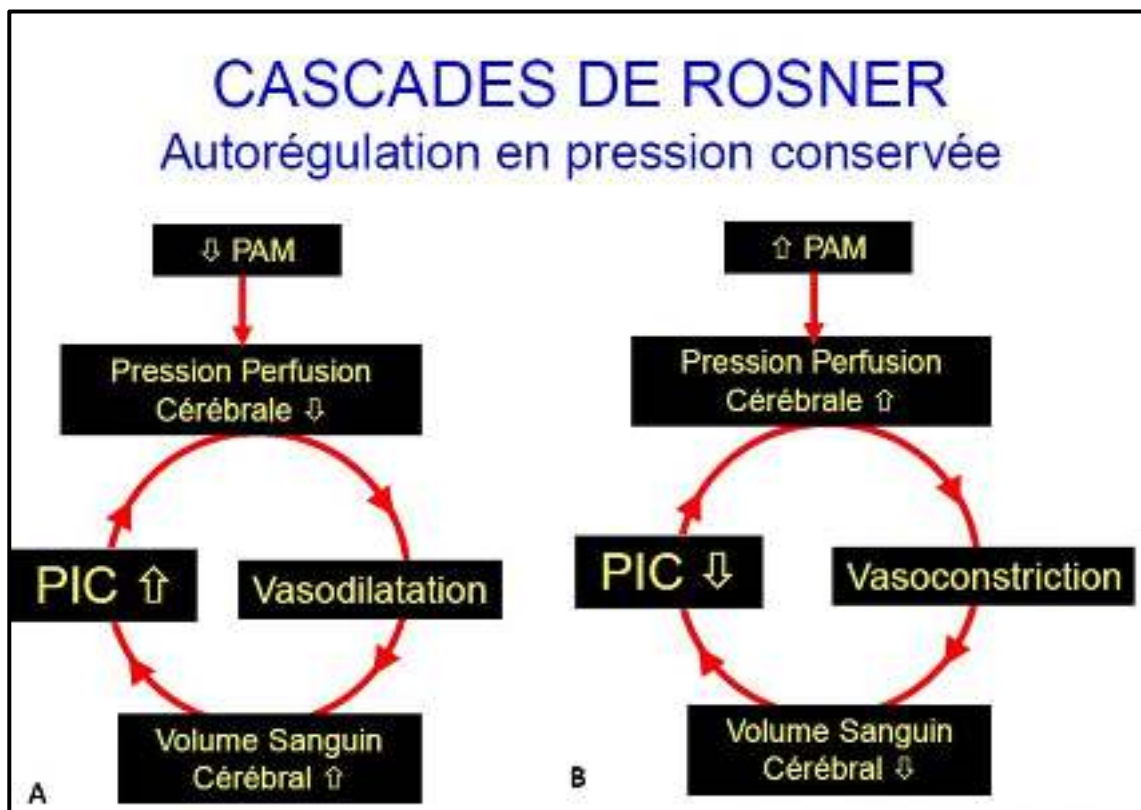 CASCADES DE ROSNER
Autorégulation en pression conservée
⇩ PAM
Pression Perfusion
Cérébrale ⇩
PIC ⇧
Vasodilatation
Volume Sanguin
Cérébral ⇧
A
⇧ PAM
Pression Perfusion
Cérébrale ⇧
PIC ⇩
Vasoconstriction
Volume Sanguin
Cérébral ⇩
B